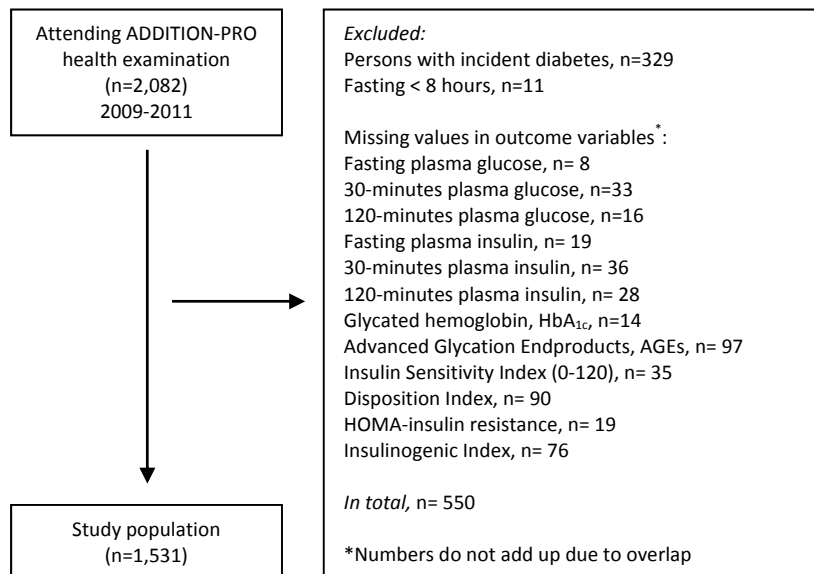 Attending ADDITION-PRO
health examination
(n=2,082)
2009-2011
Excluded:
Persons with incident diabetes, n=329
Fasting < 8 hours, n=11
Missing values in outcome variables*:
Fasting plasma glucose, n= 8
30-minutes plasma glucose, n=33
120-minutes plasma glucose, n=16
Fasting plasma insulin, n= 19
30-minutes plasma insulin, n= 36
120-minutes plasma insulin, n= 28
Glycated hemoglobin, HbA1c, n=14
Advanced Glycation Endproducts, AGEs, n= 97
Insulin Sensitivity Index (0-120), n= 35
Disposition Index, n= 90
HOMA-insulin resistance, n= 19
Insulinogenic Index, n= 76
In total, n= 550
*Numbers do not add up due to overlap
Study population
(n=1,531)